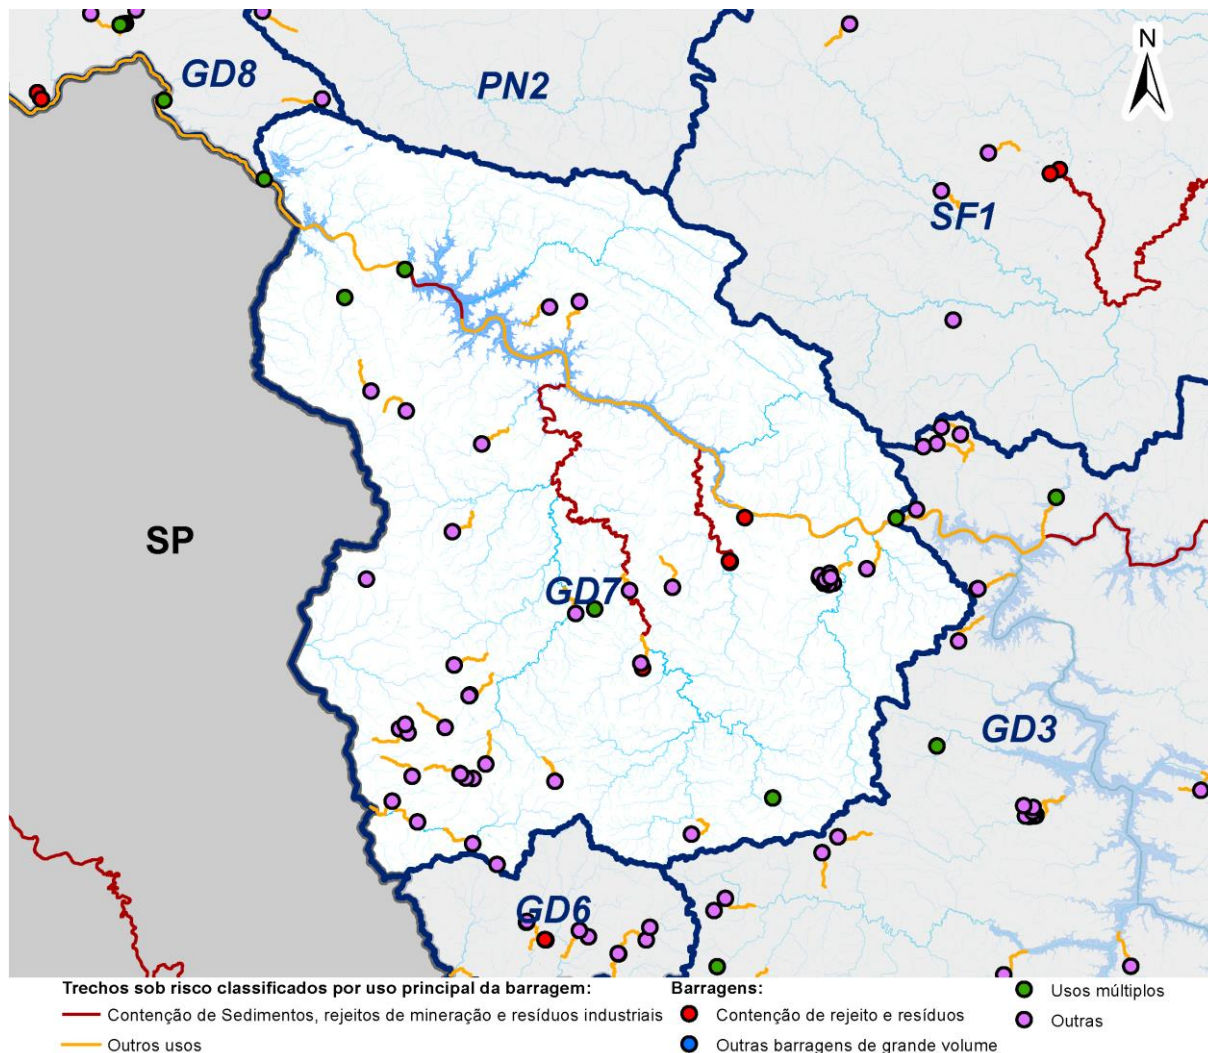 N
GD8
PN2
SF1
SP
GD7
GD3
GD6
Trechos sob risco classificados por uso principal da barragem:
Contenção de Sedimentos, rejeitos de mineração e resíduos industriais
Outros usos
Barragens:
Contenção de rejeito e resíduos
Outras barragens de grande volume
Usos múltiplos
Outras